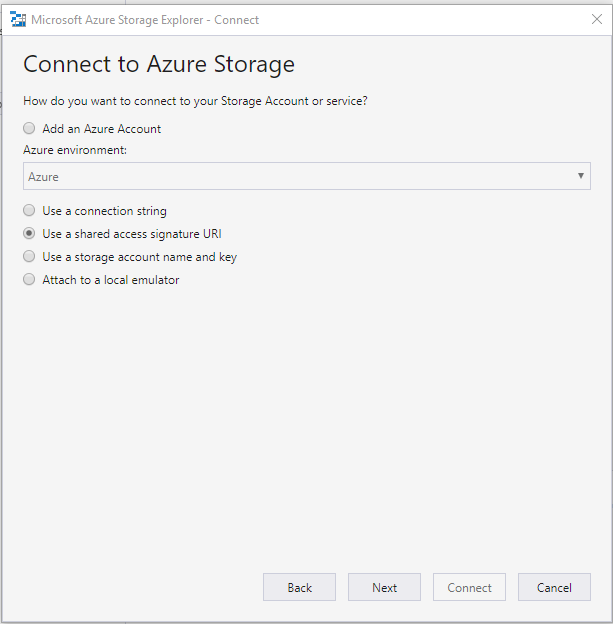 Microsoft Azure Storage Explorer - Connect
Connect to Azure Storage
How do you want to connect to your Storage Account or service?
Add an Azure Account
Azure environment:
Azure
Use a connection string
Use a shared access signature URI
Use a storage account name and key
Attach to a local emulator
Back Next Connect Cancel